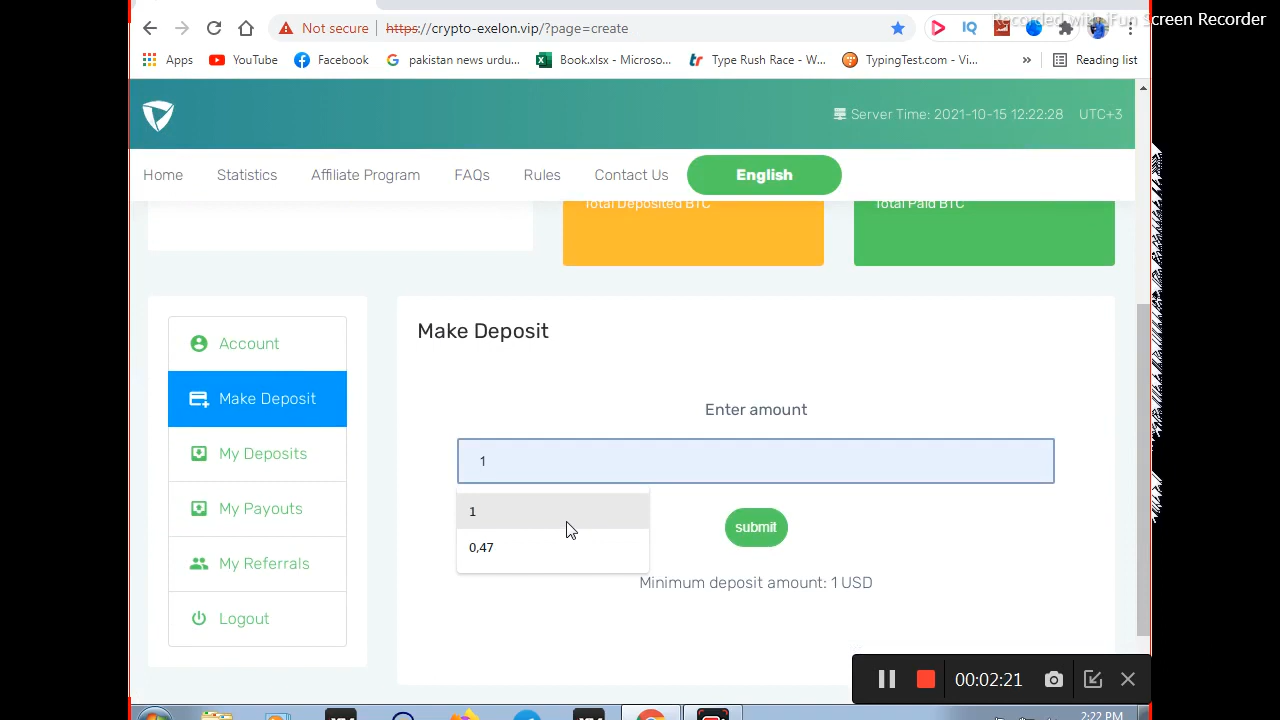 Not secure https://crypto-exelon.vip/?page=create
Recorded with iFun Screen Recorder
Apps YouTube Facebook pakistan news urdu... Book.xlsx - Microso... Type Rush Race - W... TypingTest.com - Vi... » Reading list
Server Time: 2021-10-15 12:22:28 UTC+3
Home Statistics Affiliate Program FAQs Rules Contact Us English
Total Deposited BTC Total Paid BTC
Account
Make Deposit
My Deposits
My Payouts
My Referrals
Logout
Make Deposit
Enter amount
1
1
0,47
submit
Minimum deposit amount: 1 USD
00:02:21
2:22 PM